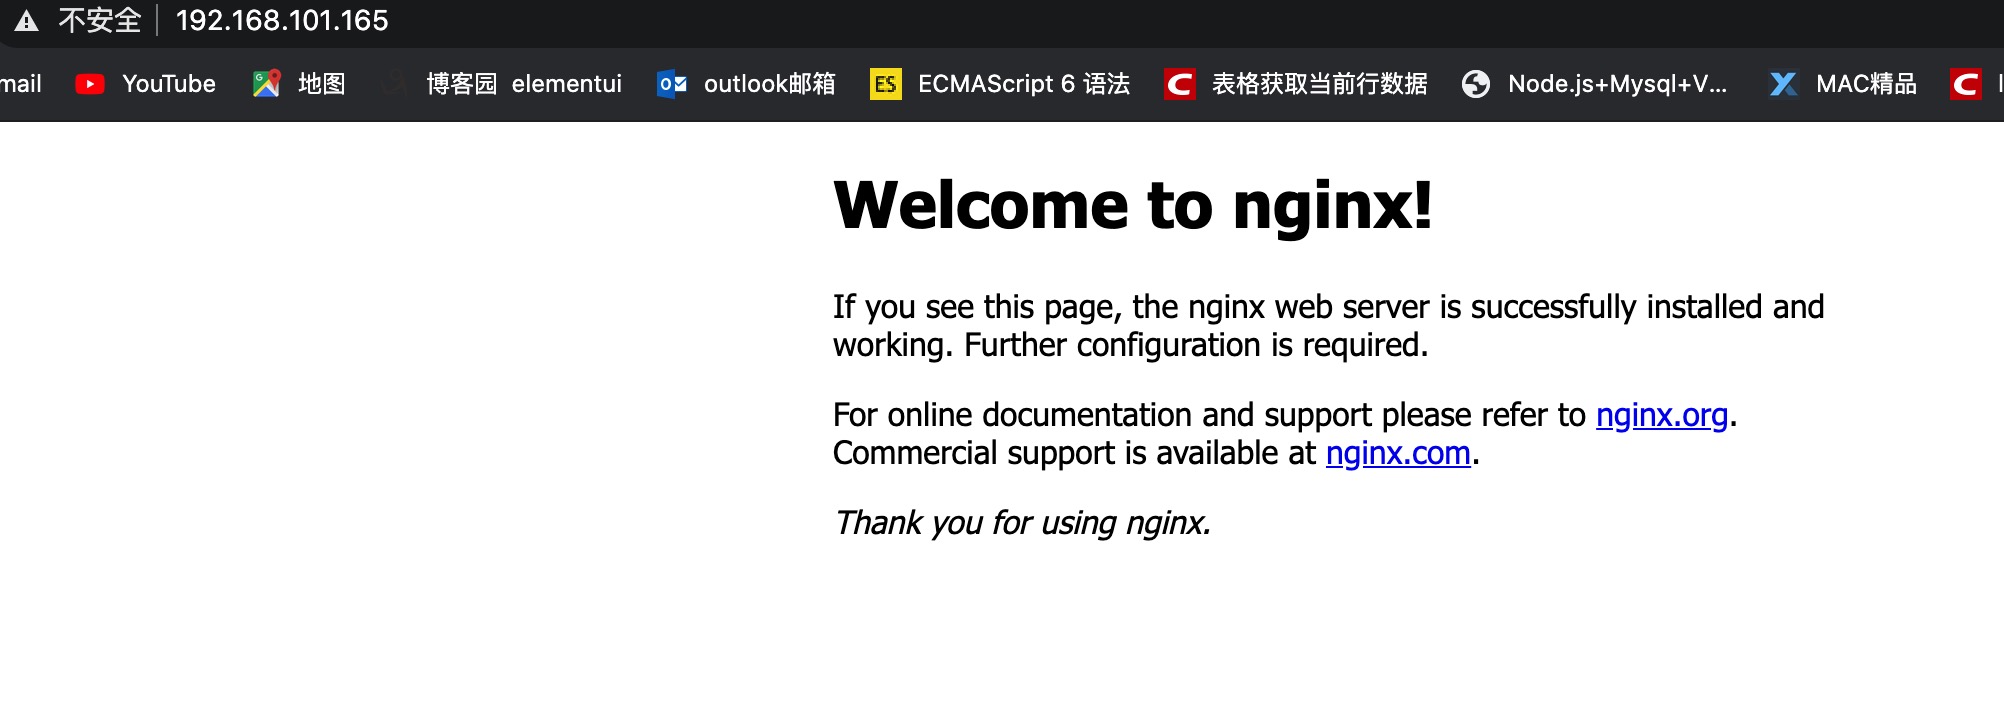 不安全 192.168.101.165
mail YouTube 地图 博客园 elementui outlook邮箱 ES ECMAScript 6 语法 表格获取当前行数据 Node.js+Mysql+V... MAC精品
Welcome to nginx!
If you see this page, the nginx web server is successfully installed and
working. Further configuration is required.
For online documentation and support please refer to nginx.org.
Commercial support is available at nginx.com.
Thank you for using nginx.